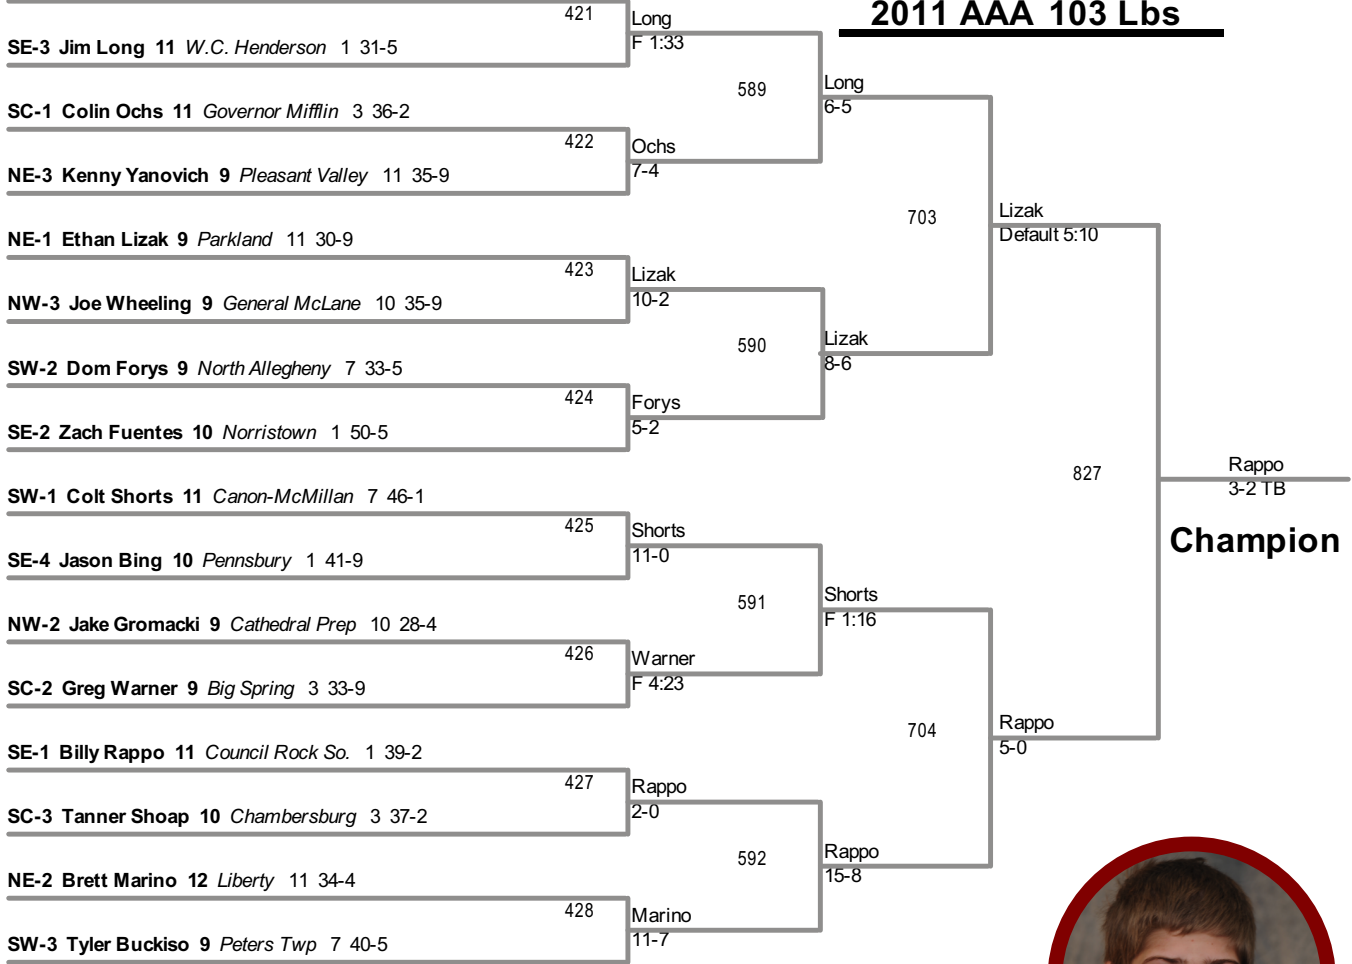 2011 AAA 103 Lbs
421
Long
F 1:33
SE-3 Jim Long 11 W.C. Henderson 1 31-5
589
Long
6-5
SC-1 Colin Ochs 11 Governor Mifflin 3 36-2
422
Ochs
7-4
NE-3 Kenny Yanovich 9 Pleasant Valley 11 35-9
703
Lizak
Default 5:10
NE-1 Ethan Lizak 9 Parkland 11 30-9
423
Lizak
10-2
NW-3 Joe Wheeling 9 General McLane 10 35-9
590
Lizak
8-6
SW-2 Dom Forys 9 North Allegheny 7 33-5
424
Forys
5-2
SE-2 Zach Fuentes 10 Norristown 1 50-5
827
Rappo
3-2 TB
Champion
SW-1 Colt Shorts 11 Canon-McMillan 7 46-1
425
Shorts
11-0
SE-4 Jason Bing 10 Pennsbury 1 41-9
591
Shorts
F 1:16
NW-2 Jake Gromacki 9 Cathedral Prep 10 28-4
426
Warner
F 4:23
SC-2 Greg Warner 9 Big Spring 3 33-9
704
Rappo
5-0
SE-1 Billy Rappo 11 Council Rock So. 1 39-2
427
Rappo
2-0
SC-3 Tanner Shoap 10 Chambersburg 3 37-2
592
Rappo
15-8
NE-2 Brett Marino 12 Liberty 11 34-4
428
Marino
11-7
SW-3 Tyler Buckiso 9 Peters Twp 7 40-5